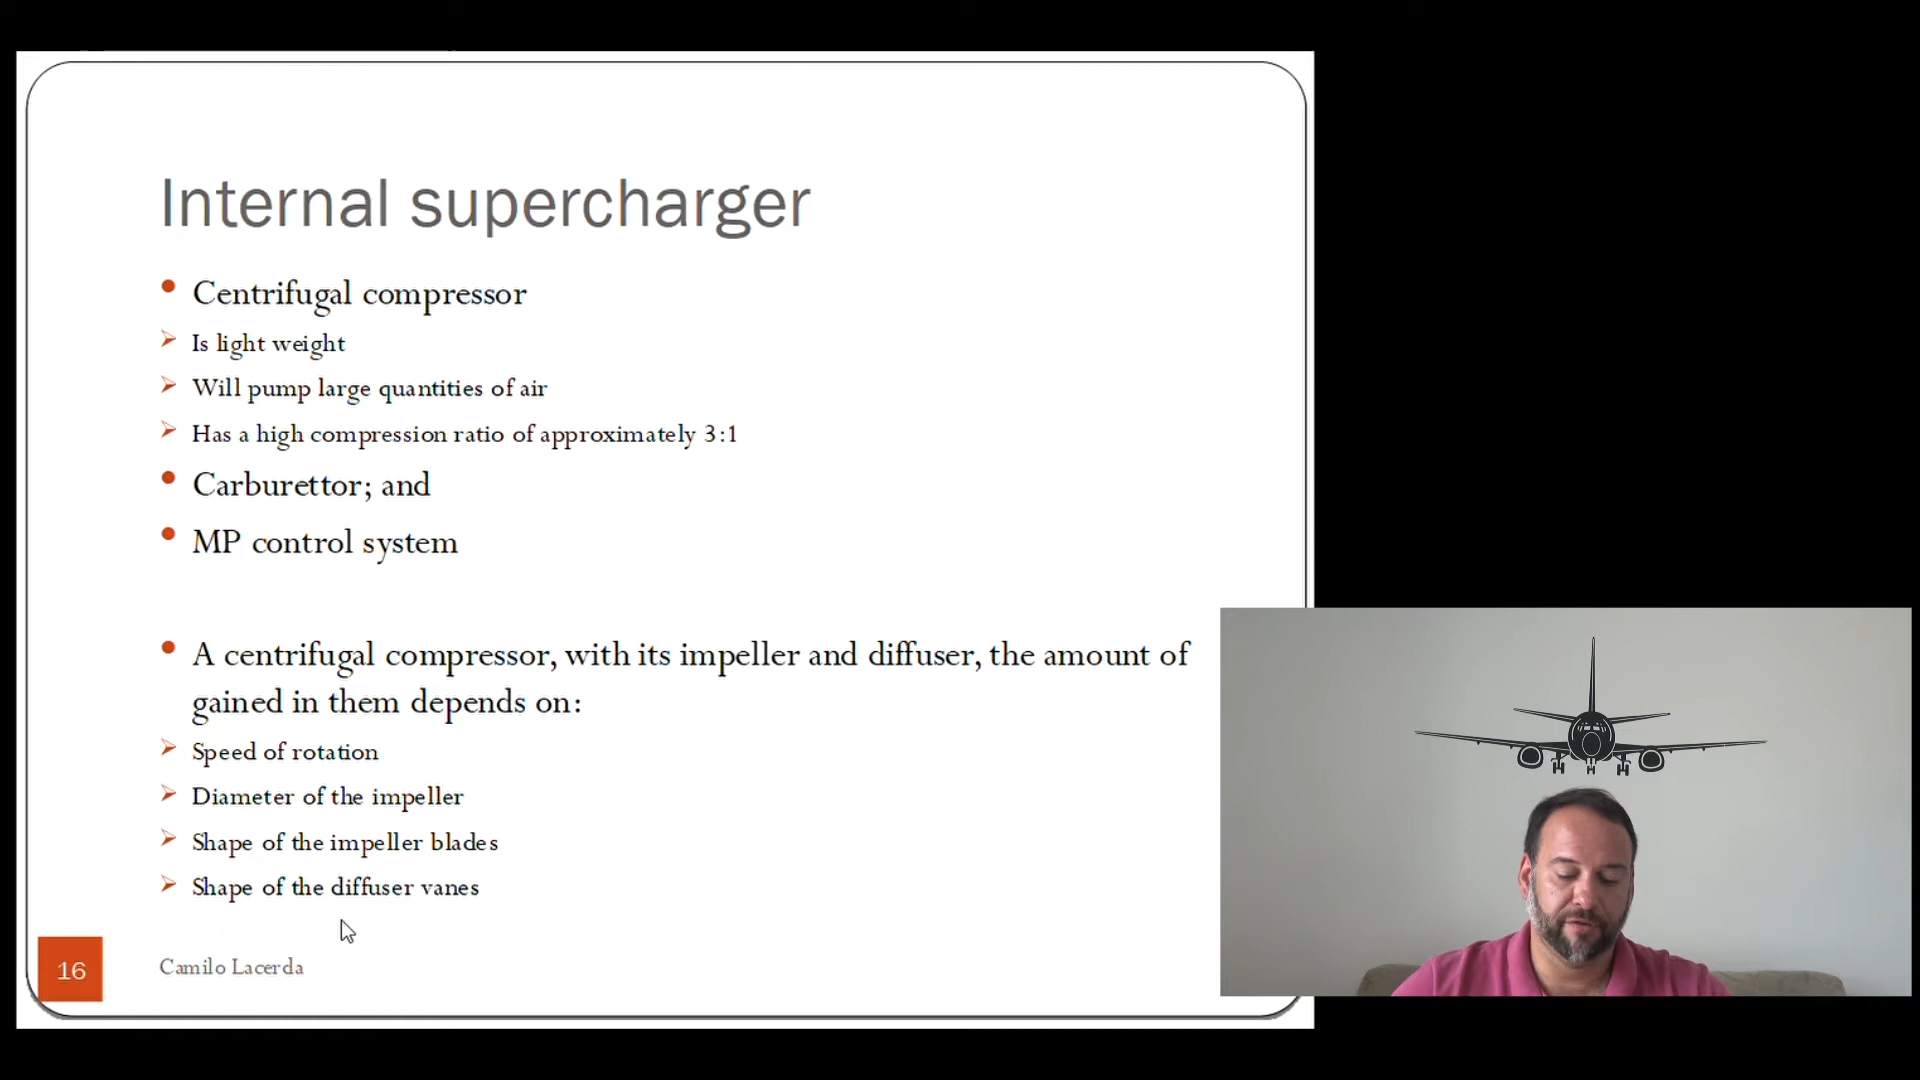 Internal supercharger
Centrifugal compressor
Is light weight
Will pump large quantities of air
Has a high compression ratio of approximately 3:1
Carburettor; and
MP control system
A centrifugal compressor, with its impeller and diffuser, the amount of
gained in them depends on:
Speed of rotation
Diameter of the impeller
Shape of the impeller blades
Shape of the diffuser vanes
16
Camilo Lacerda